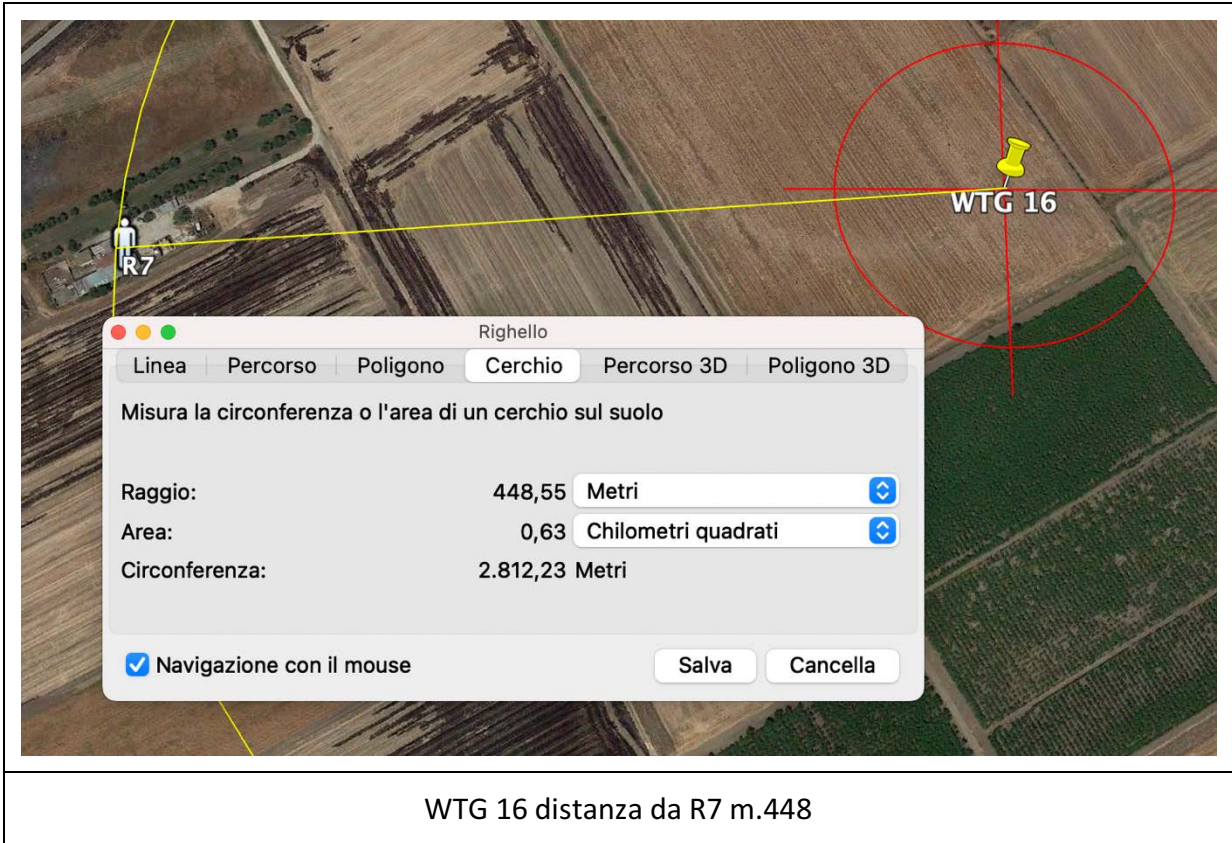 WTG 16
R7
Righello
Linea Percorso Poligono Cerchio Percorso 3D Poligono 3D
Misura la circonferenza o l'area di un cerchio sul suolo
Raggio: 448,55 Metri
Area: 0,63 Chilometri quadrati
Circonferenza: 2.812,23 Metri
Navigazione con il mouse Salva Cancella
WTG 16 distanza da R7 m.448